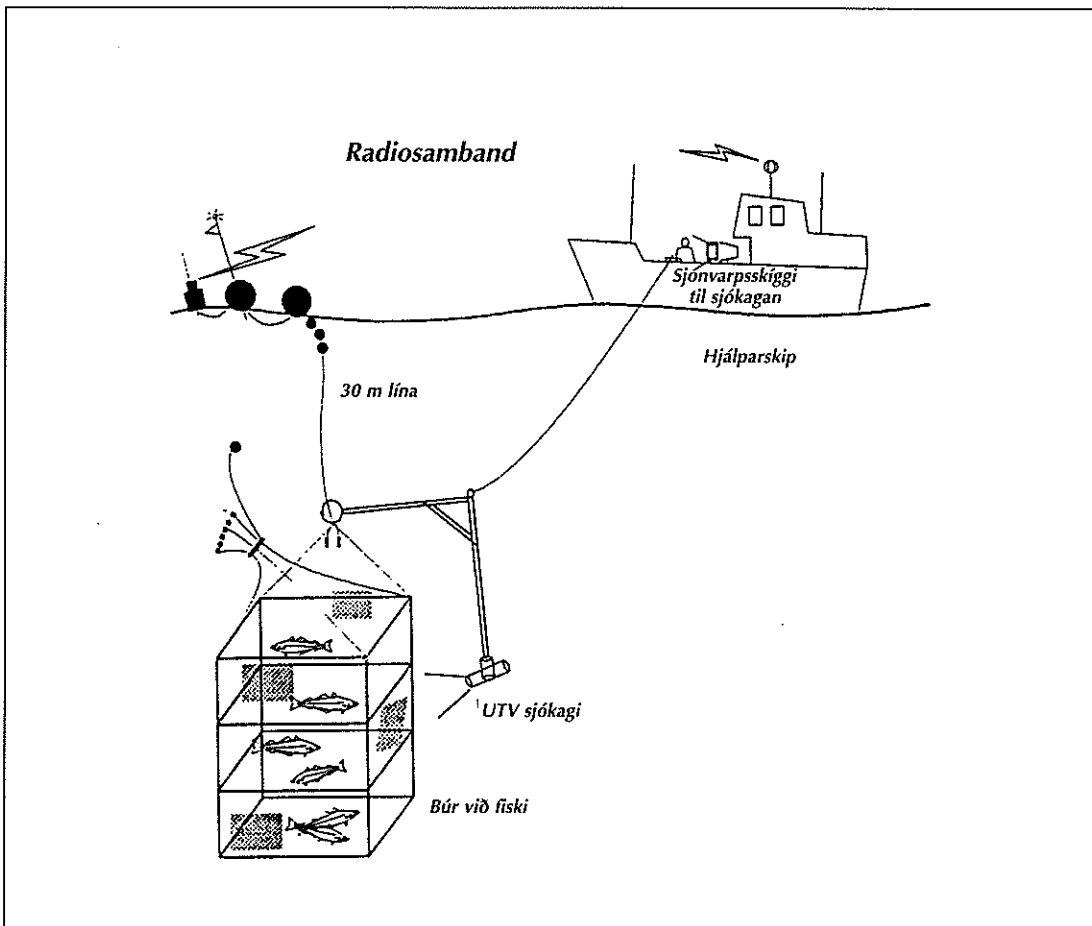 Radiosamband
Sjónvarpsskíggi
til sjókagan
Hjálparskip
30 m lína
UTV sjókagi
Búr við fiski